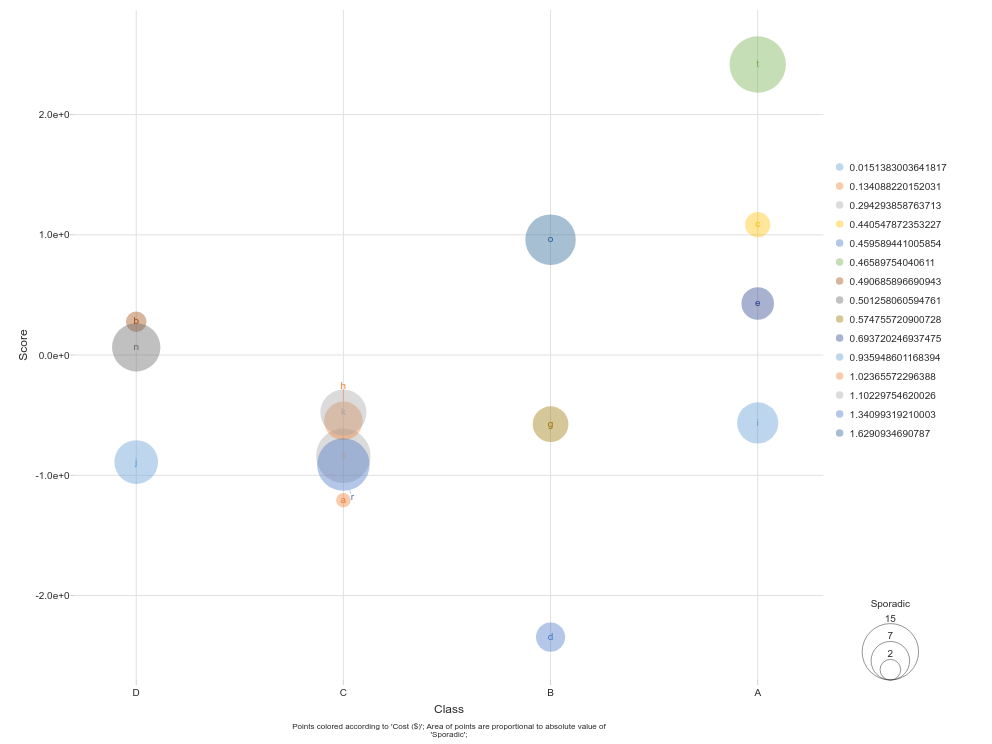 2.0e+0
1.0e+0
0.0e+0
-1.0e+0
-2.0e+0
Score
t
o
c
e
b
n
h
k
g
i
j
a
r
d
D
C
B
A
Class
Points colored according to 'Cost ($)'; Area of points are proportional to absolute value of
'Sporadic';
0.0151383003641817
0.134088220152031
0.294293858763713
0.440547872353227
0.459589441005854
0.46589754040611
0.490685896690943
0.501258060594761
0.574755720900728
0.693720246937475
0.935948601168394
1.02365572296388
1.10229754620026
1.34099319210003
1.6290934690787
Sporadic
15
7
2